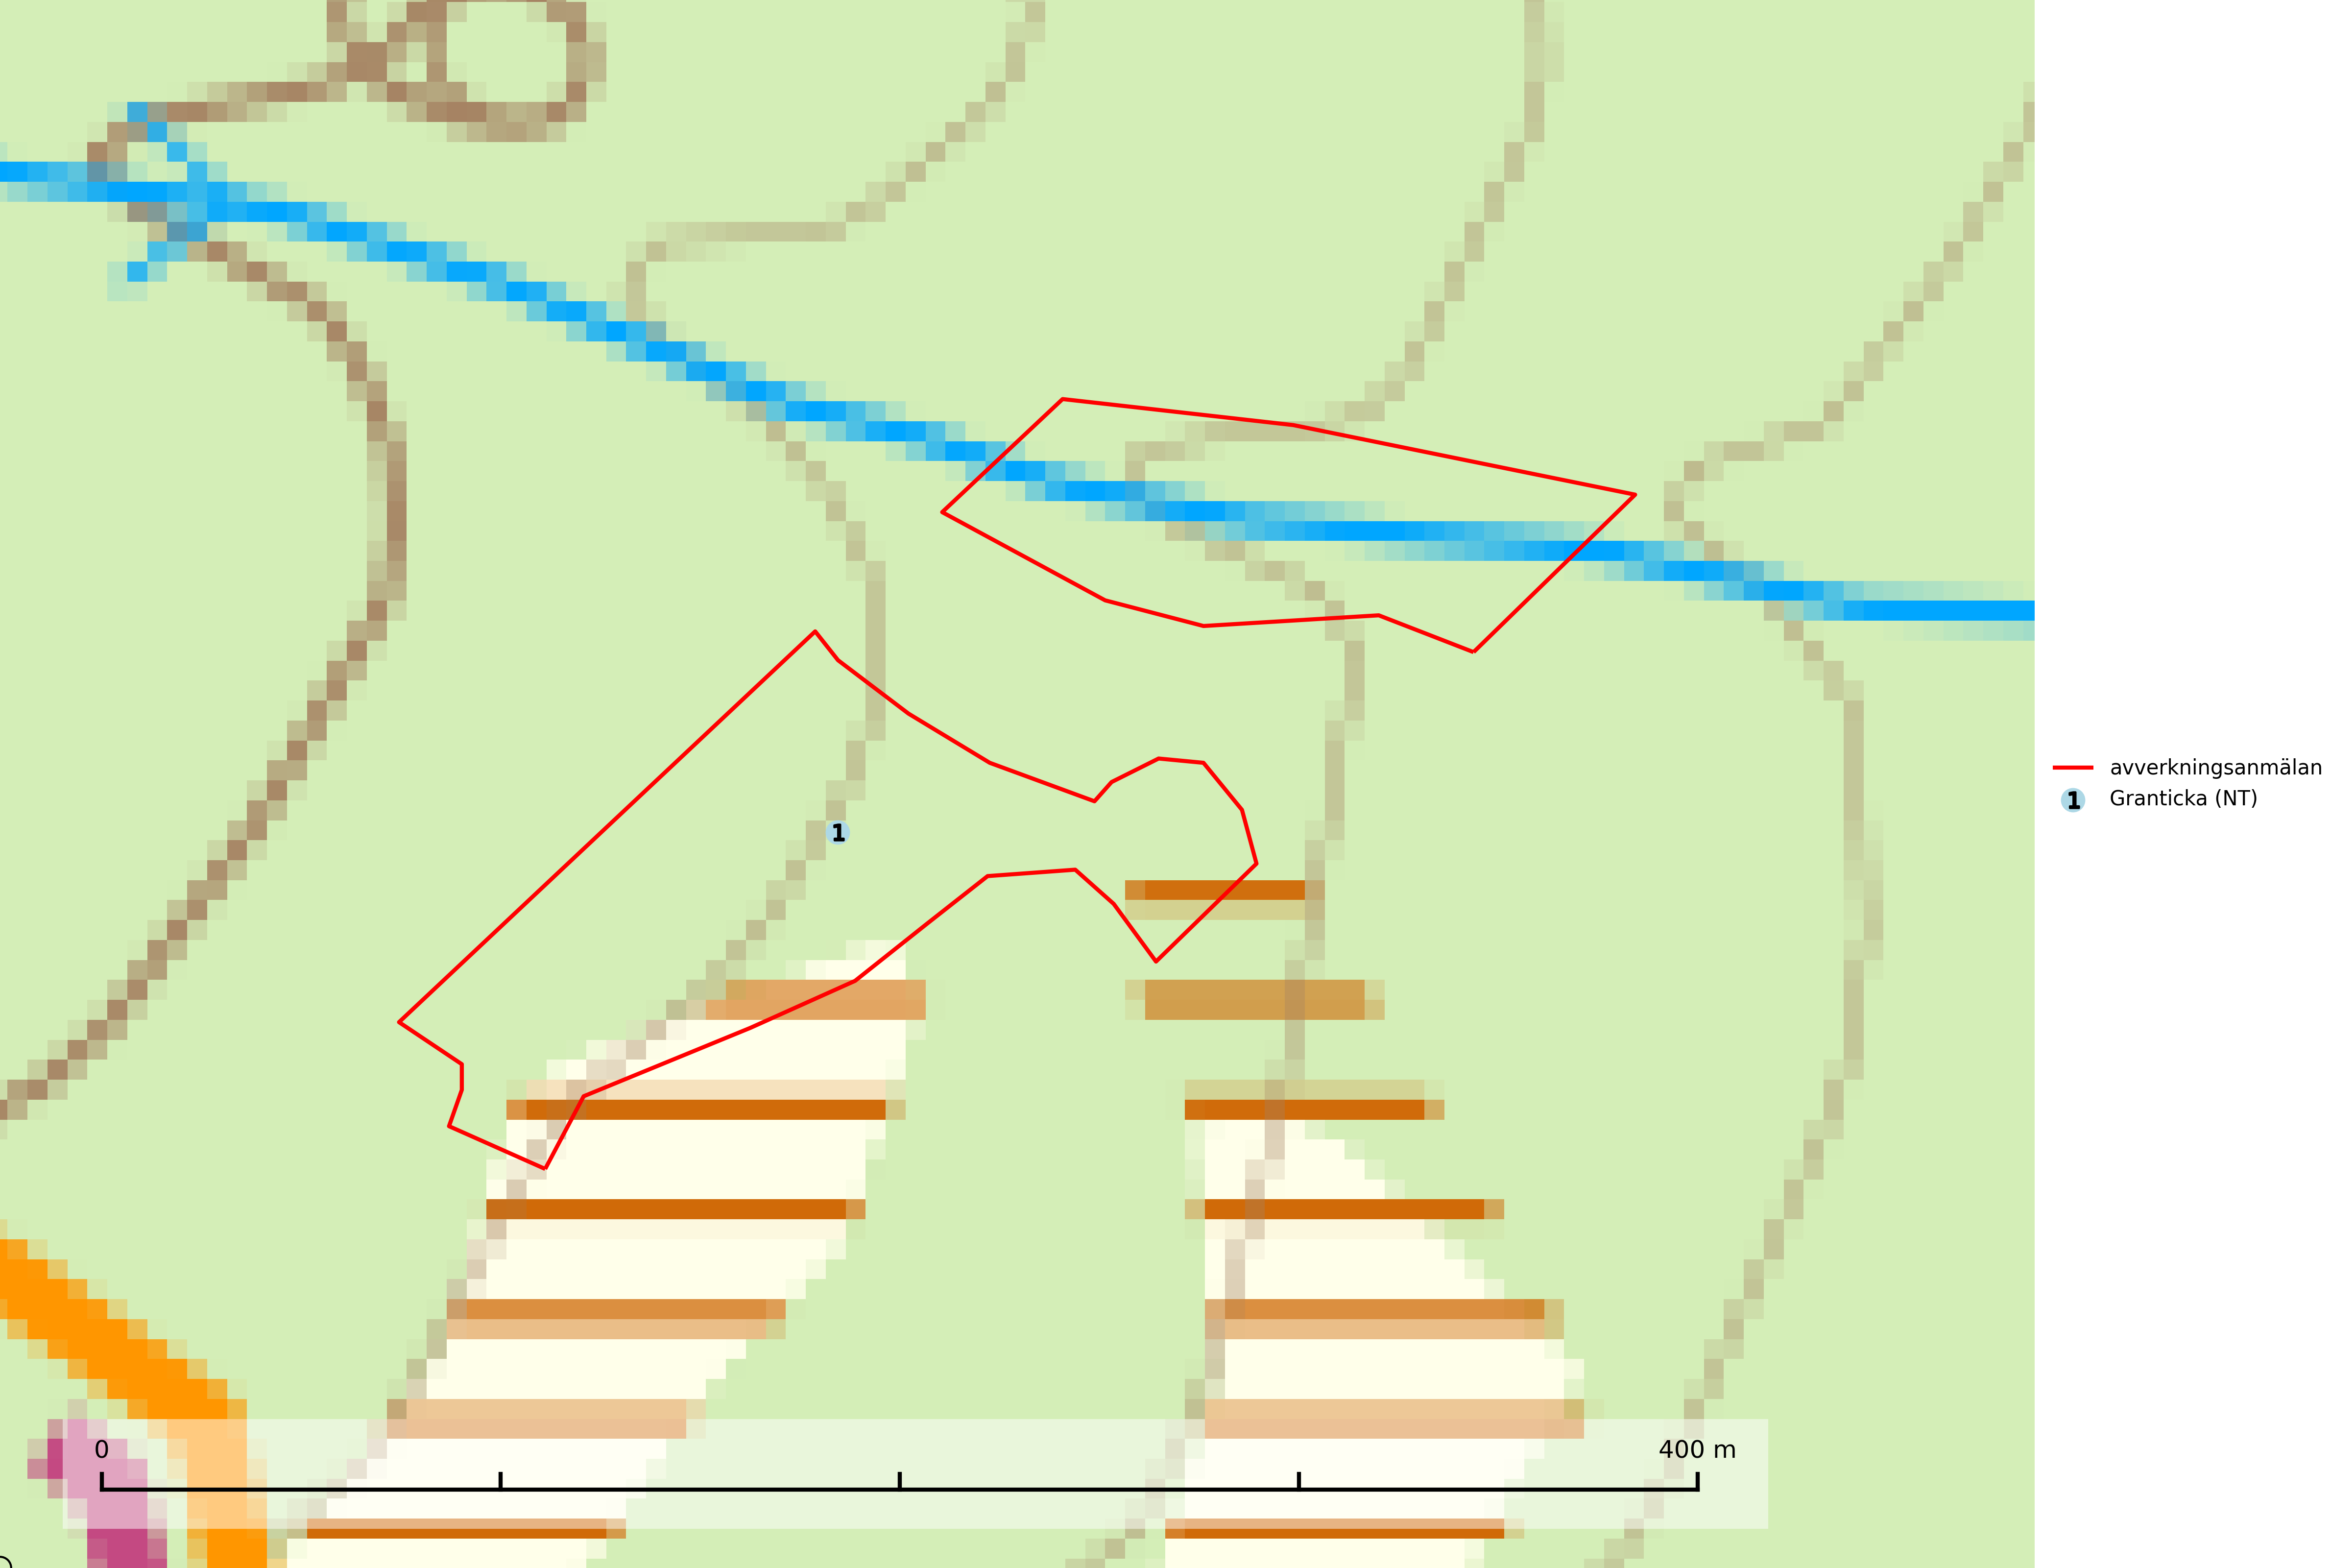 avverkningsanmälan
1 Granticka (NT)
1
0 400 m